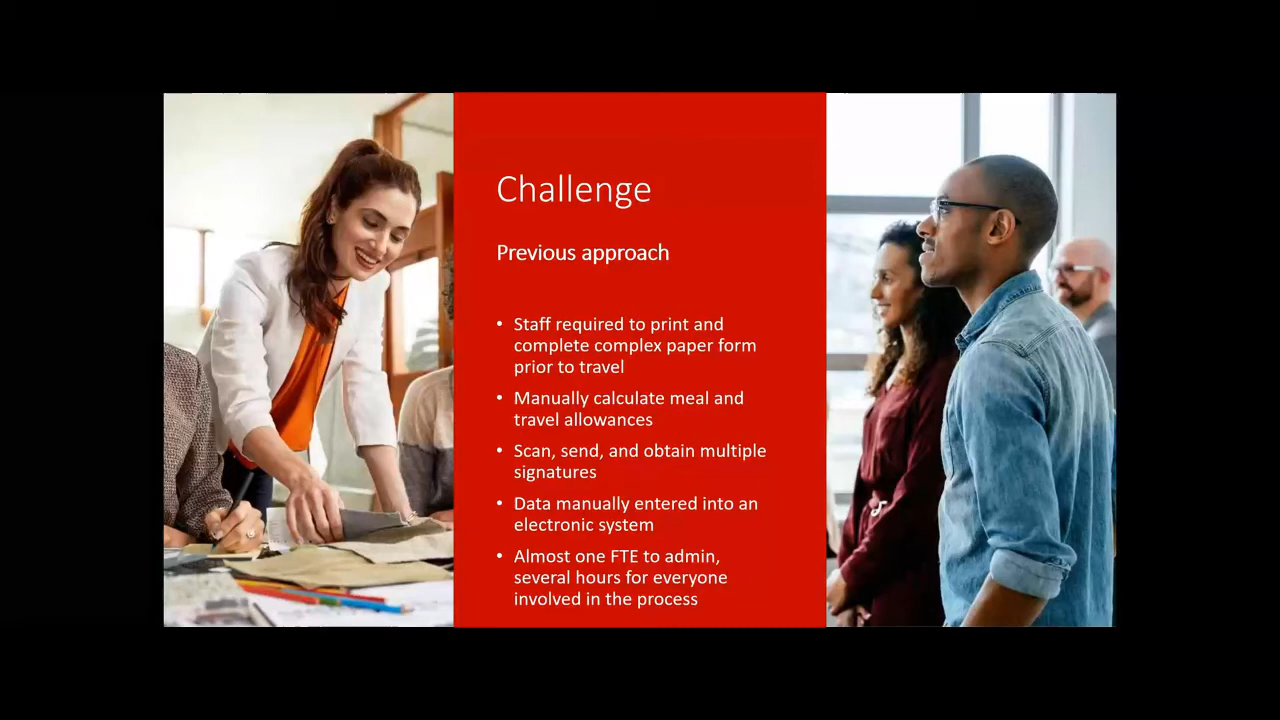 Challenge
Previous approach
• Staff required to print and
complete complex paper form
prior to travel
• Manually calculate meal and
travel allowances
• Scan, send, and obtain multiple
signatures
• Data manually entered into an
electronic system
• Almost one FTE to admin,
several hours for everyone
involved in the process